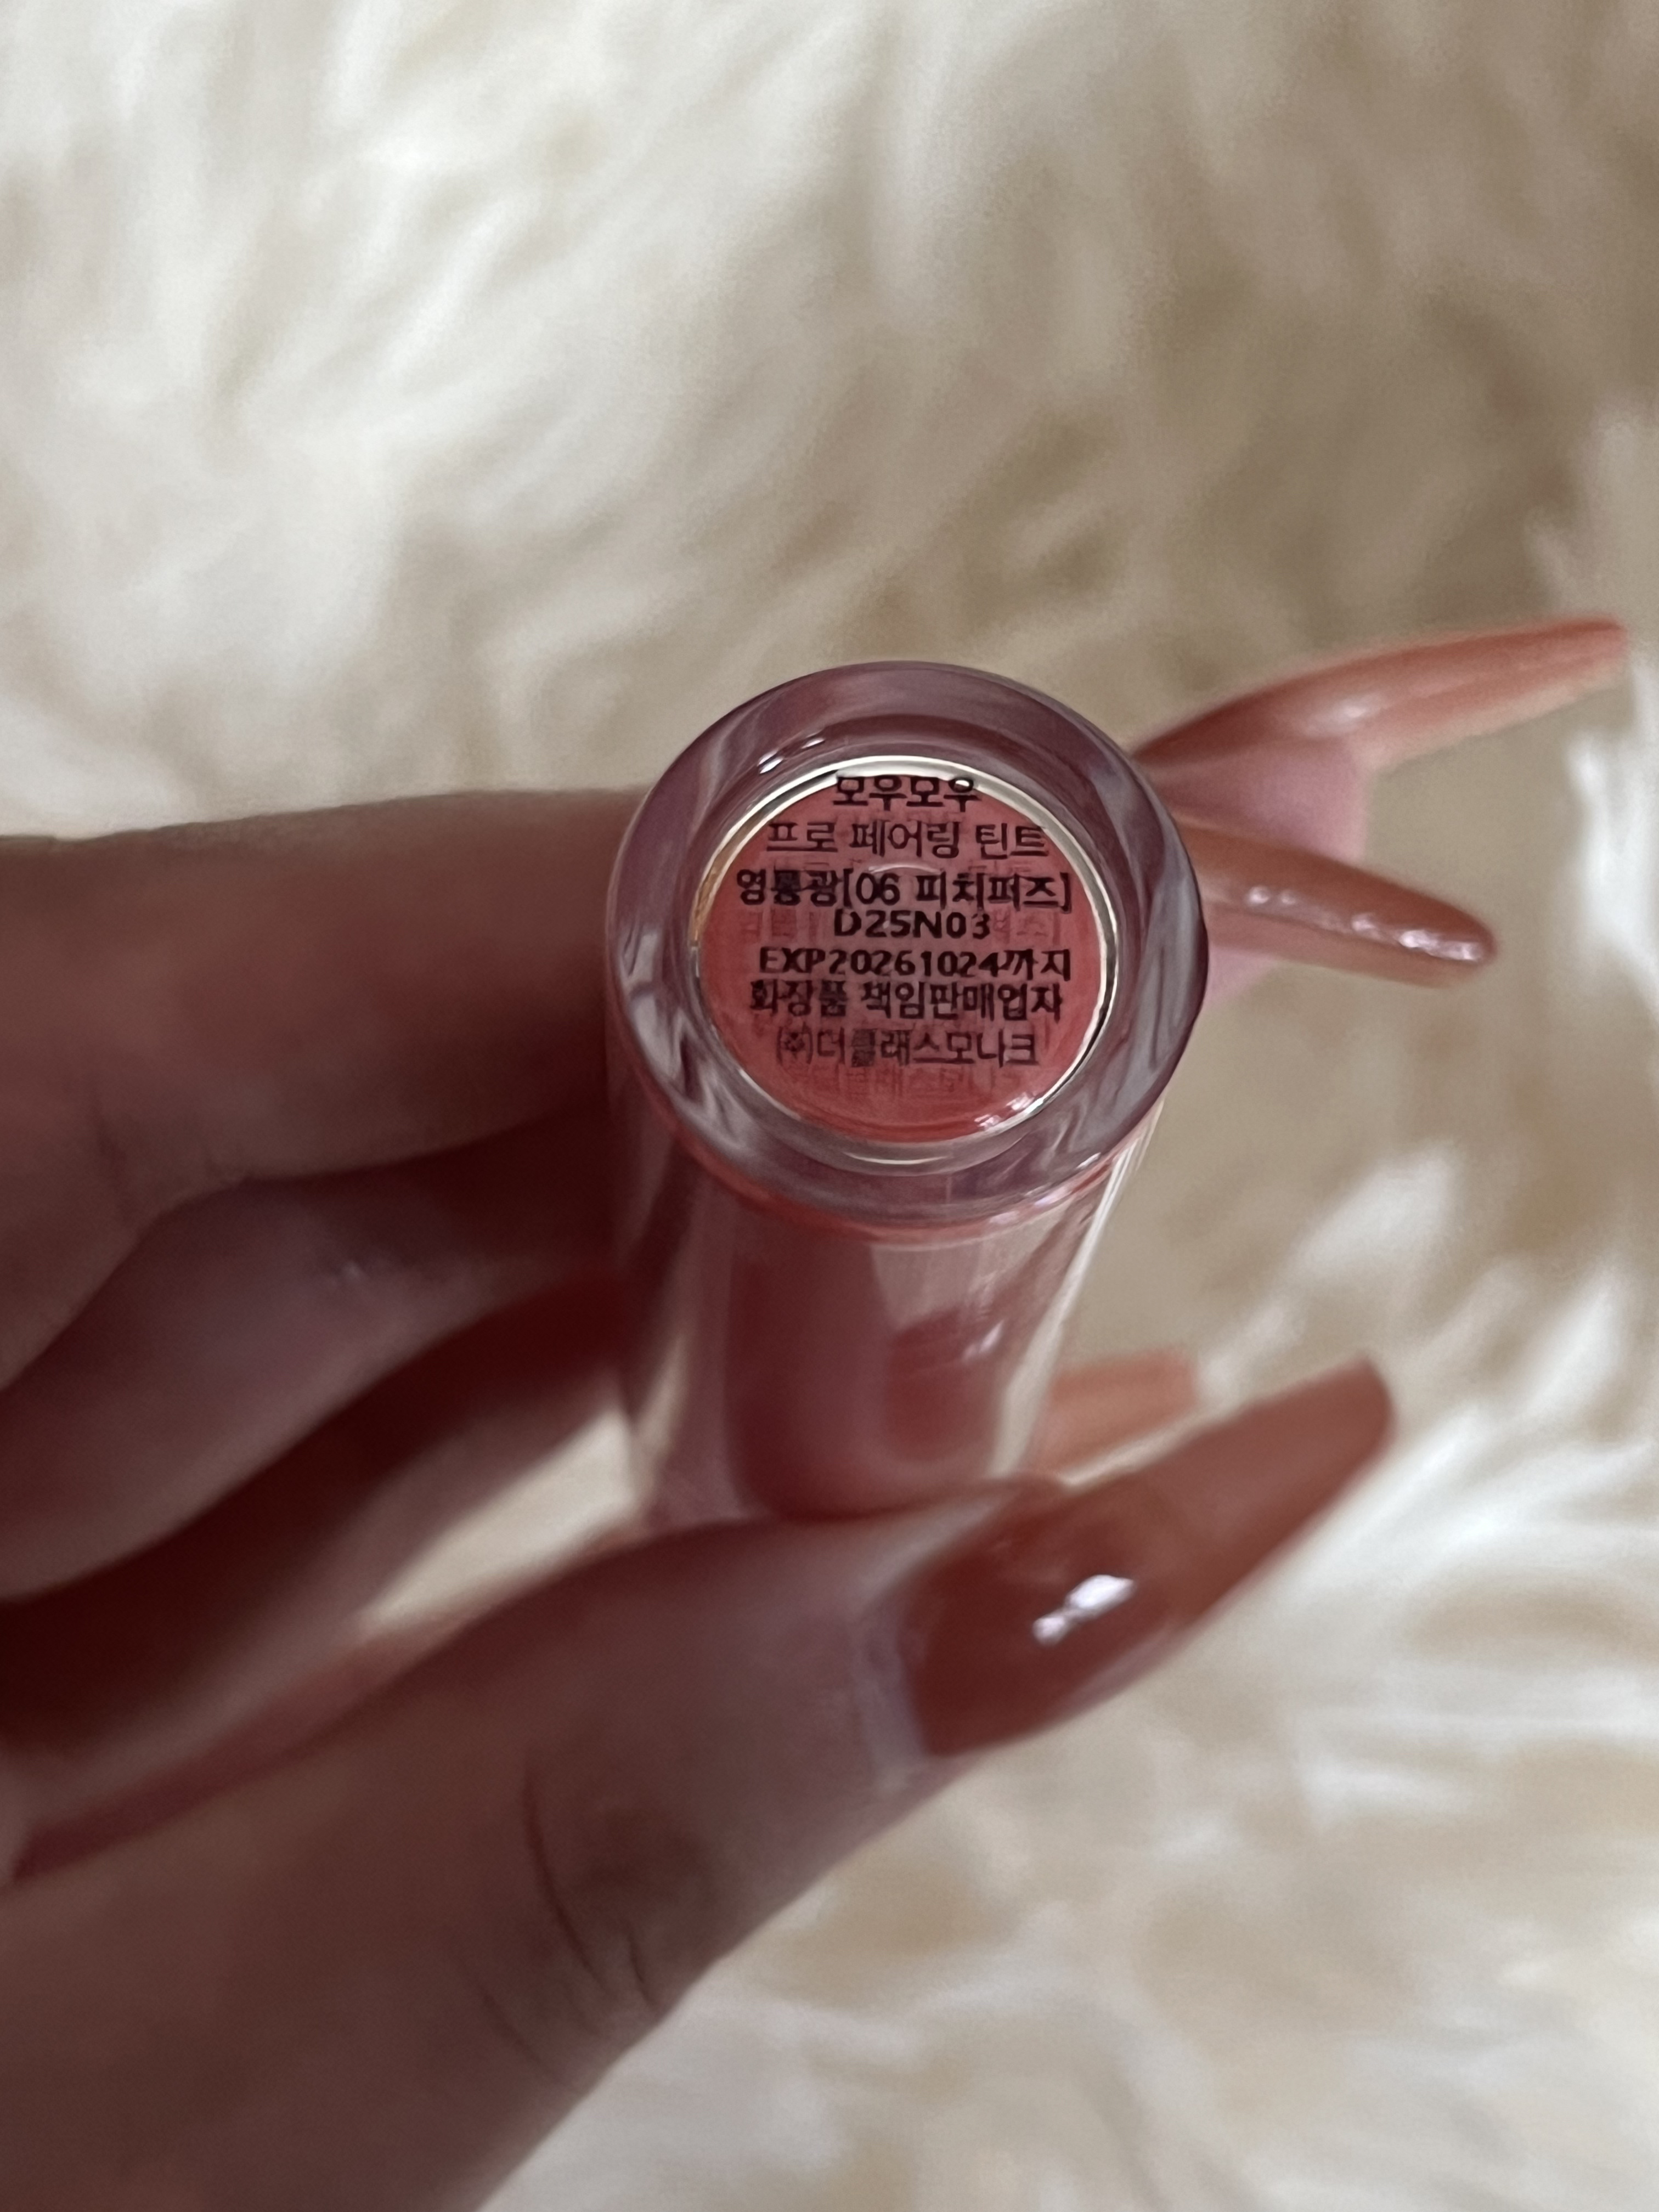 모우모우
프로 페어링 틴트
영롱광[06 피치퍼즈]
D25N03
EXP20261024까지
화장품 책임판매업자
㈜더클래스모나크